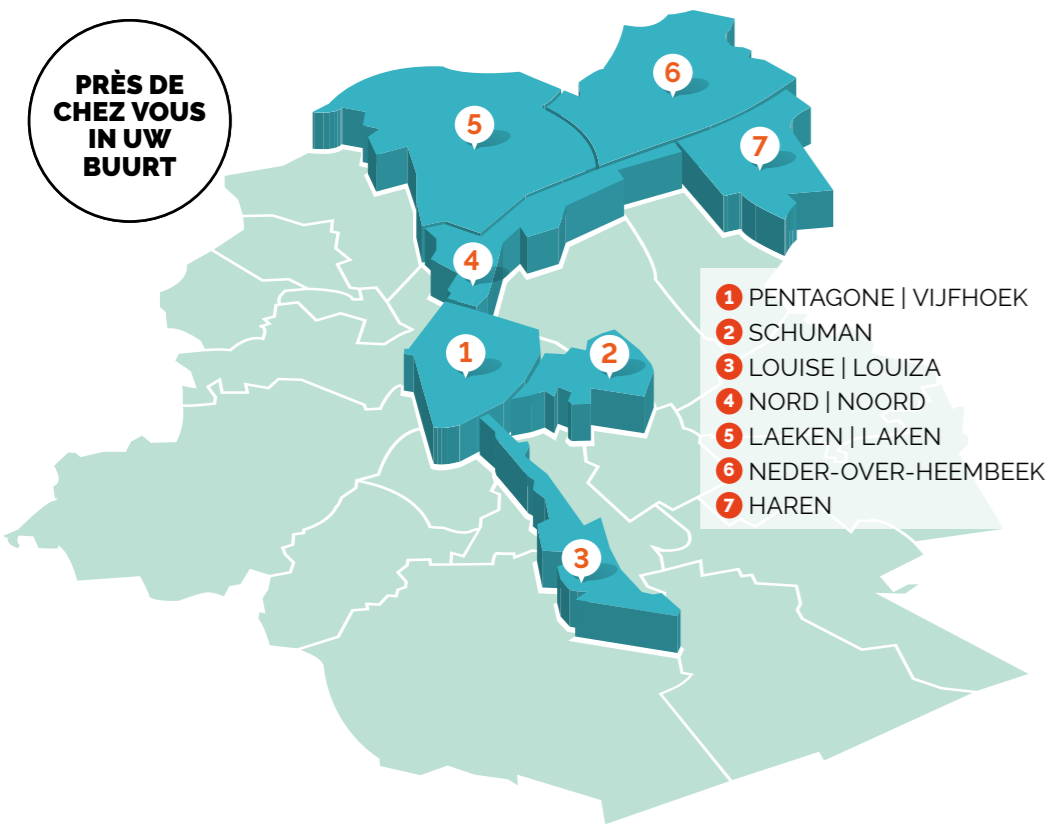 PRÈS DE
CHEZ VOUS
IN UW
BUURT
6
5
7
4
1
2
3
1 PENTAGONE | VIJFHOEK
2 SCHUMAN
3 LOUISE | LOUIZA
4 NORD | NOORD
5 LAEKEN | LAKEN
6 NEDER-OVER-HEEMBEEK
7 HAREN